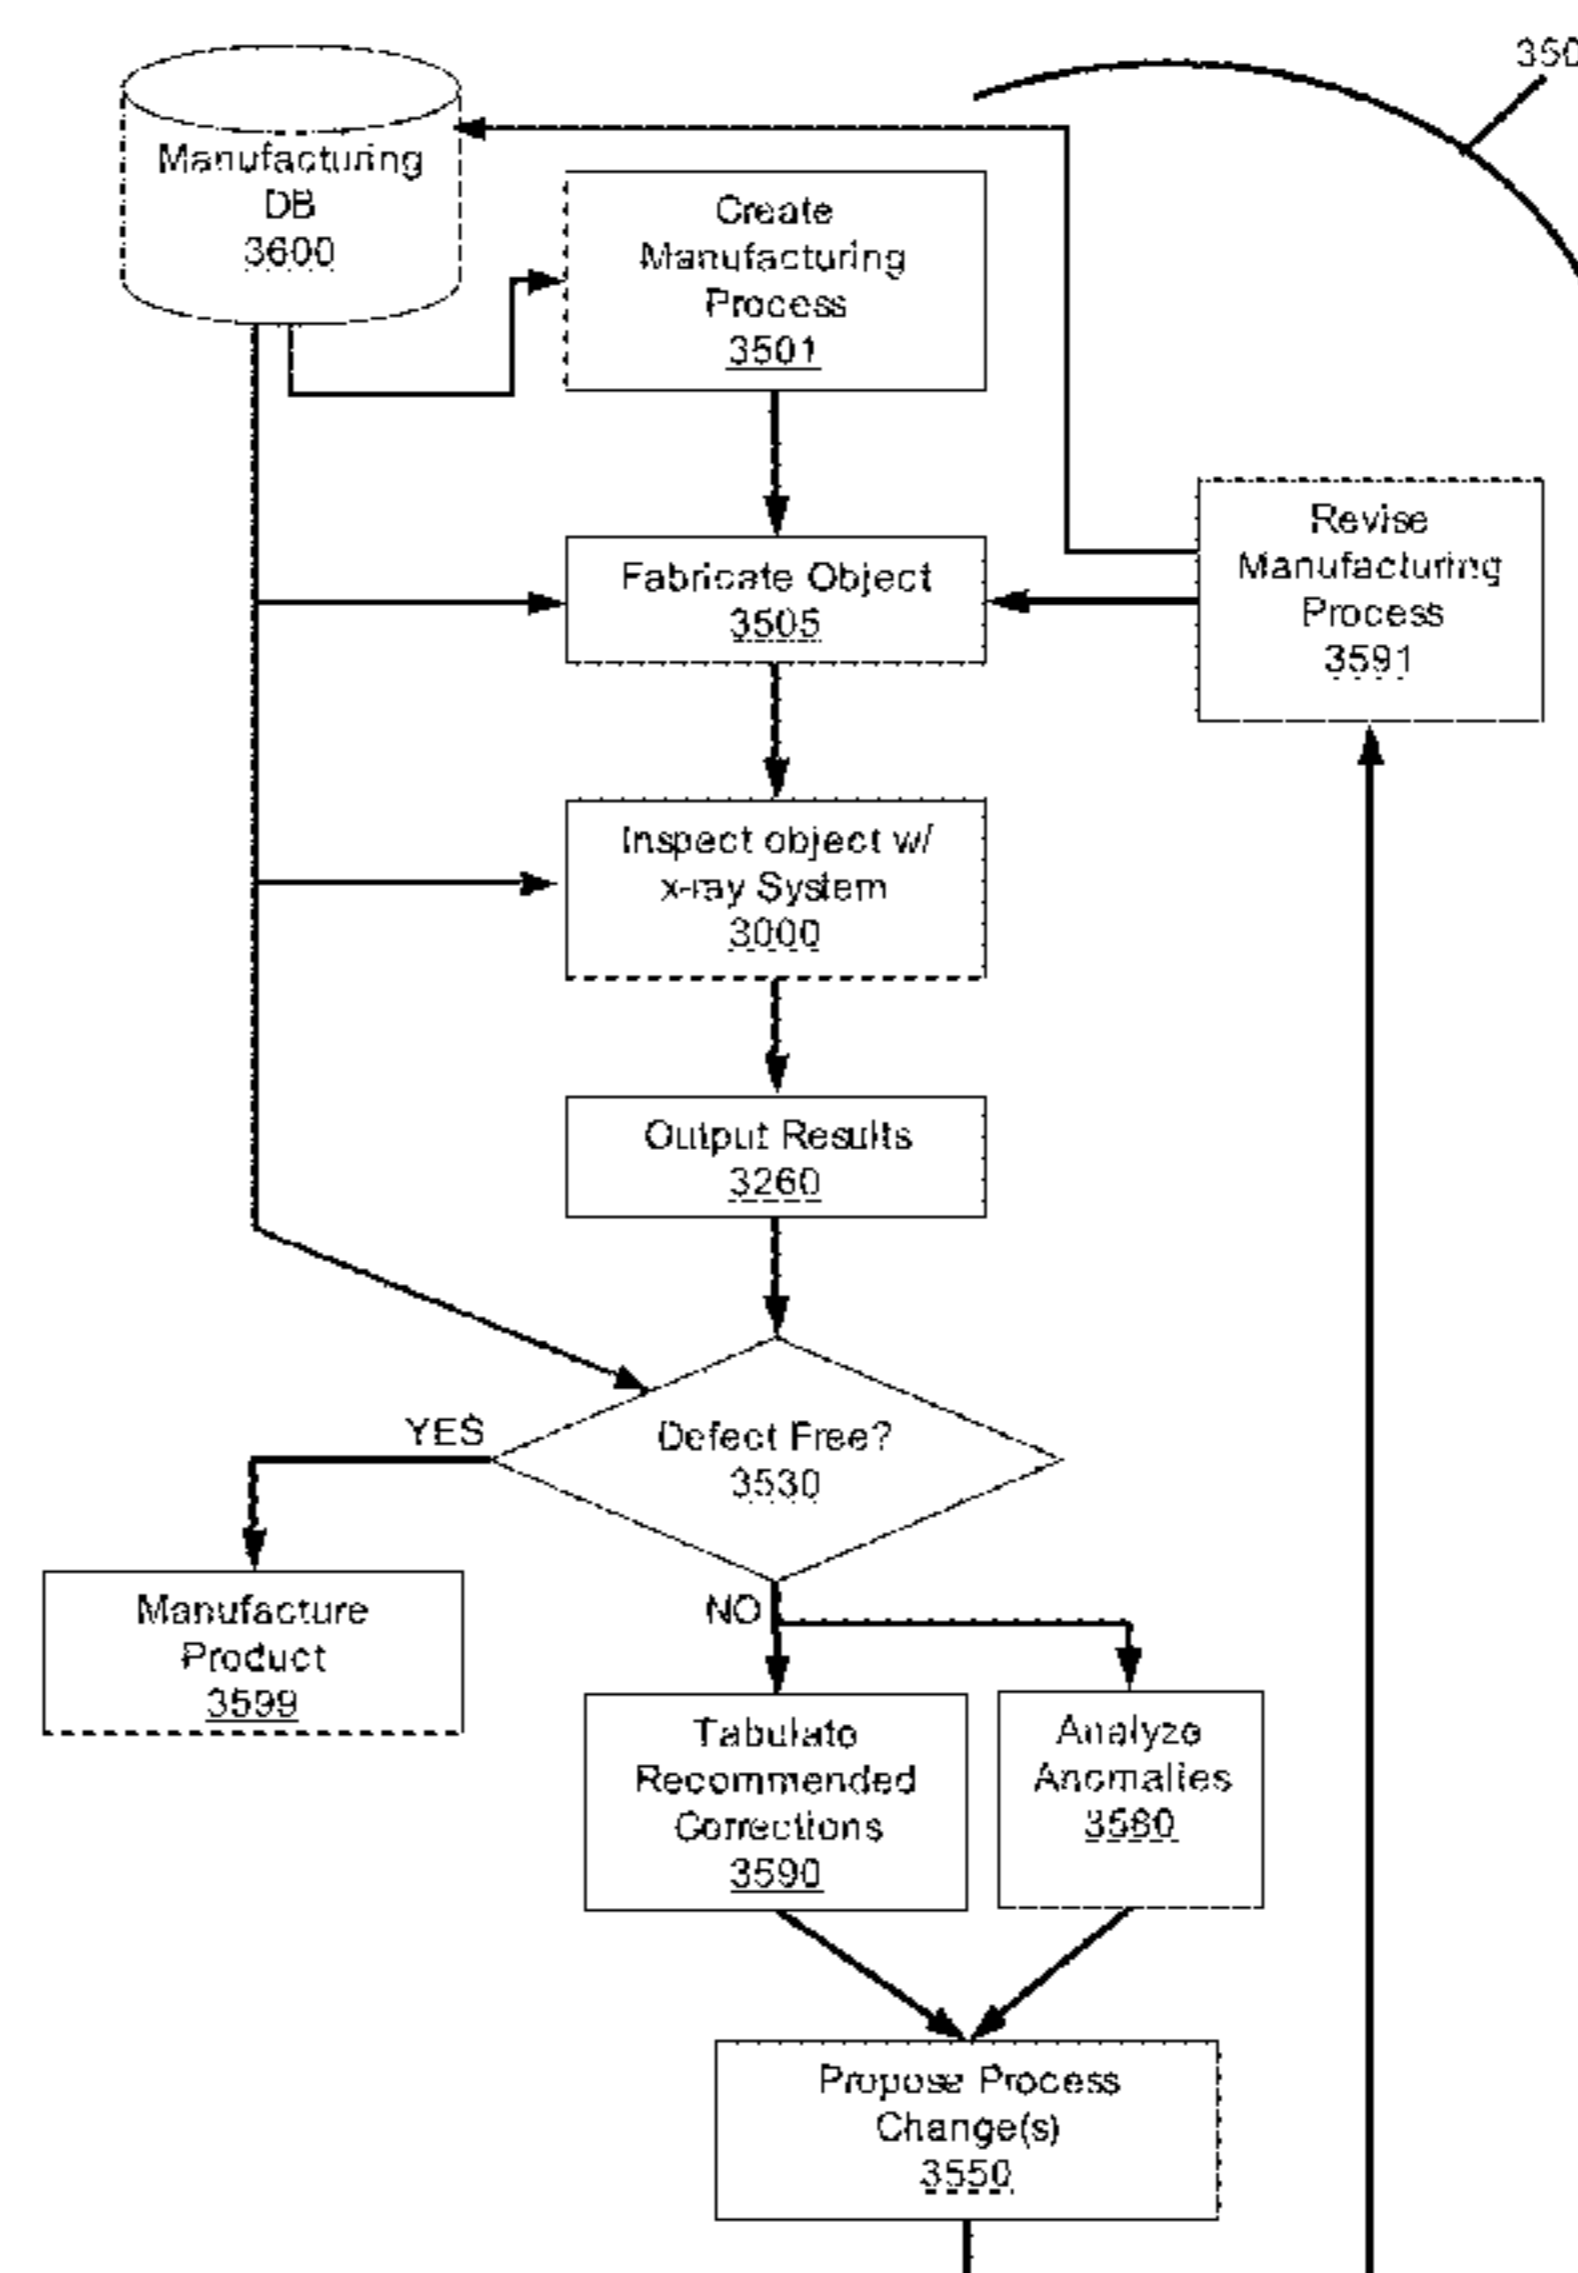 350
Manufacturing
DB
3600
Create
Manufacturing
Process
3501
Revise
Manufacturing
Process
3591
Fabricate Object
3505
Inspect object w/
x-ray System
3000
Output Results
3260
Defect Free?
3530
YES
NO
Manufacture
Product
3599
Tabulate
Recommended
Corrections
3590
Analyze
Anomalies
3580
Propose Process
Change(s)
3550